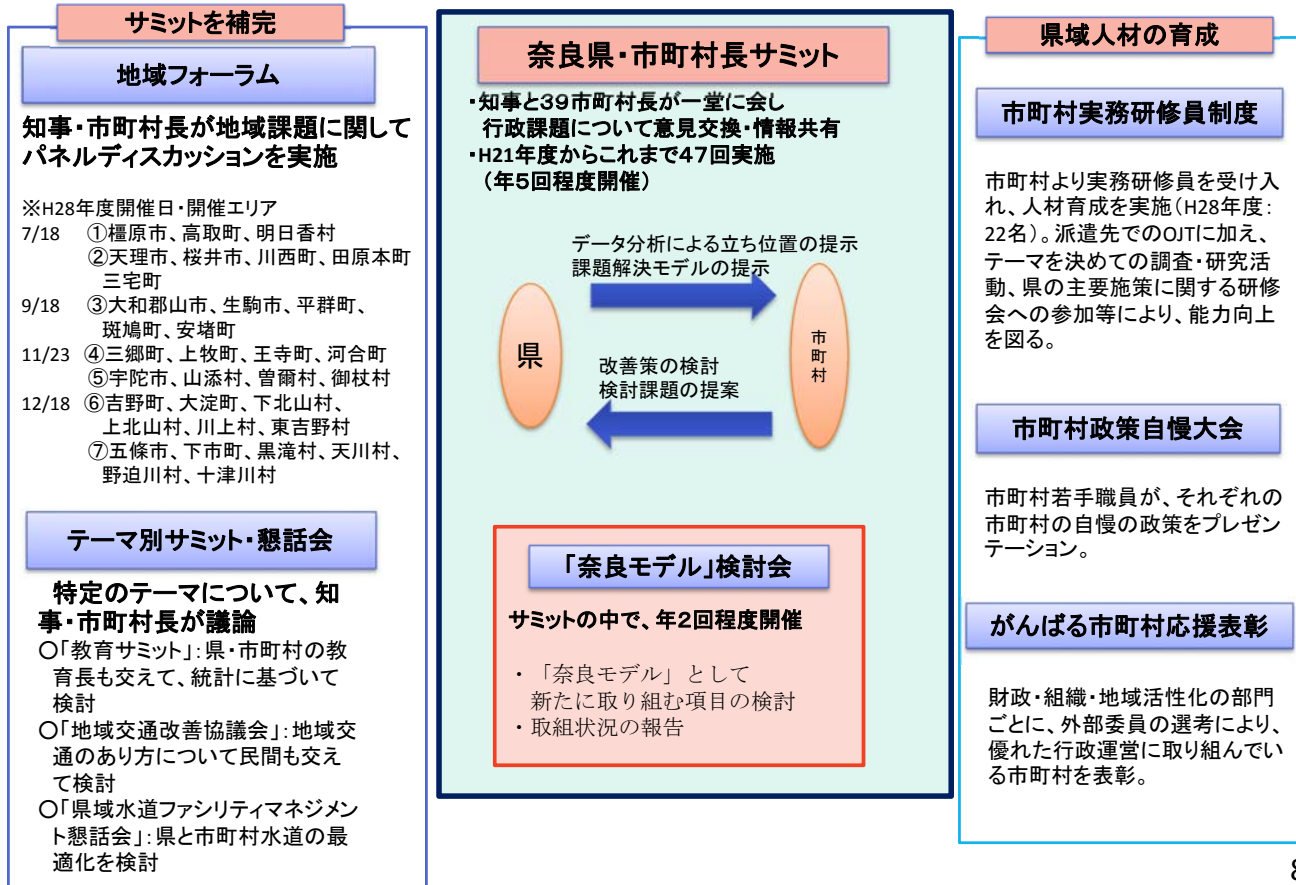 サミットを補完
地域フォーラム
知事・市町村長が地域課題に関して
パネルディスカッションを実施
※H28年度開催日・開催エリア
7/18 ①橿原市、高取町、明日香村
②天理市、桜井市、川西町、田原本町
三宅町
9/18 ③大和郡山市、生駒市、平群町、
斑鳩町、安堵町
11/23 ④三郷町、上牧町、王寺町、河合町
⑤宇陀市、山添村、曽爾村、御杖村
12/18 ⑥吉野町、大淀町、下北山村、
上北山村、川上村、東吉野村
⑦五條市、下市町、黒滝村、天川村、
野迫川村、十津川村
テーマ別サミット・懇話会
特定のテーマについて、知
事・市町村長が議論
○「教育サミット」：県・市町村の教
育長も交えて、統計に基づいて
検討
○「地域交通改善協議会」：地域交
通のあり方について民間も交え
て検討
○「県域水道ファシリティマネジメン
ト懇話会」：県と市町村水道の最
適化を検討
奈良県・市町村長サミット
・知事と39市町村長が一堂に会し
行政課題について意見交換・情報共有
・H21年度からこれまで47回実施
（年5回程度開催）
データ分析による立ち位置の提示
課題解決モデルの提示
県
市
町
村
改善策の検討
検討課題の提案
「奈良モデル」検討会
サミットの中で、年2回程度開催
・「奈良モデル」として
新たに取り組む項目の検討
・取組状況の報告
県域人材の育成
市町村実務研修員制度
市町村より実務研修員を受け入
れ、人材育成を実施（H28年度：
22名）。派遣先でのOJTに加え、
テーマを決めての調査・研究活
動、県の主要施策に関する研修
会への参加等により、能力向上
を図る。
市町村政策自慢大会
市町村若手職員が、それぞれの
市町村の自慢の政策をプレゼン
テーション。
がんばる市町村応援表彰
財政・組織・地域活性化の部門
ごとに、外部委員の選考により、
優れた行政運営に取り組んでい
る市町村を表彰。